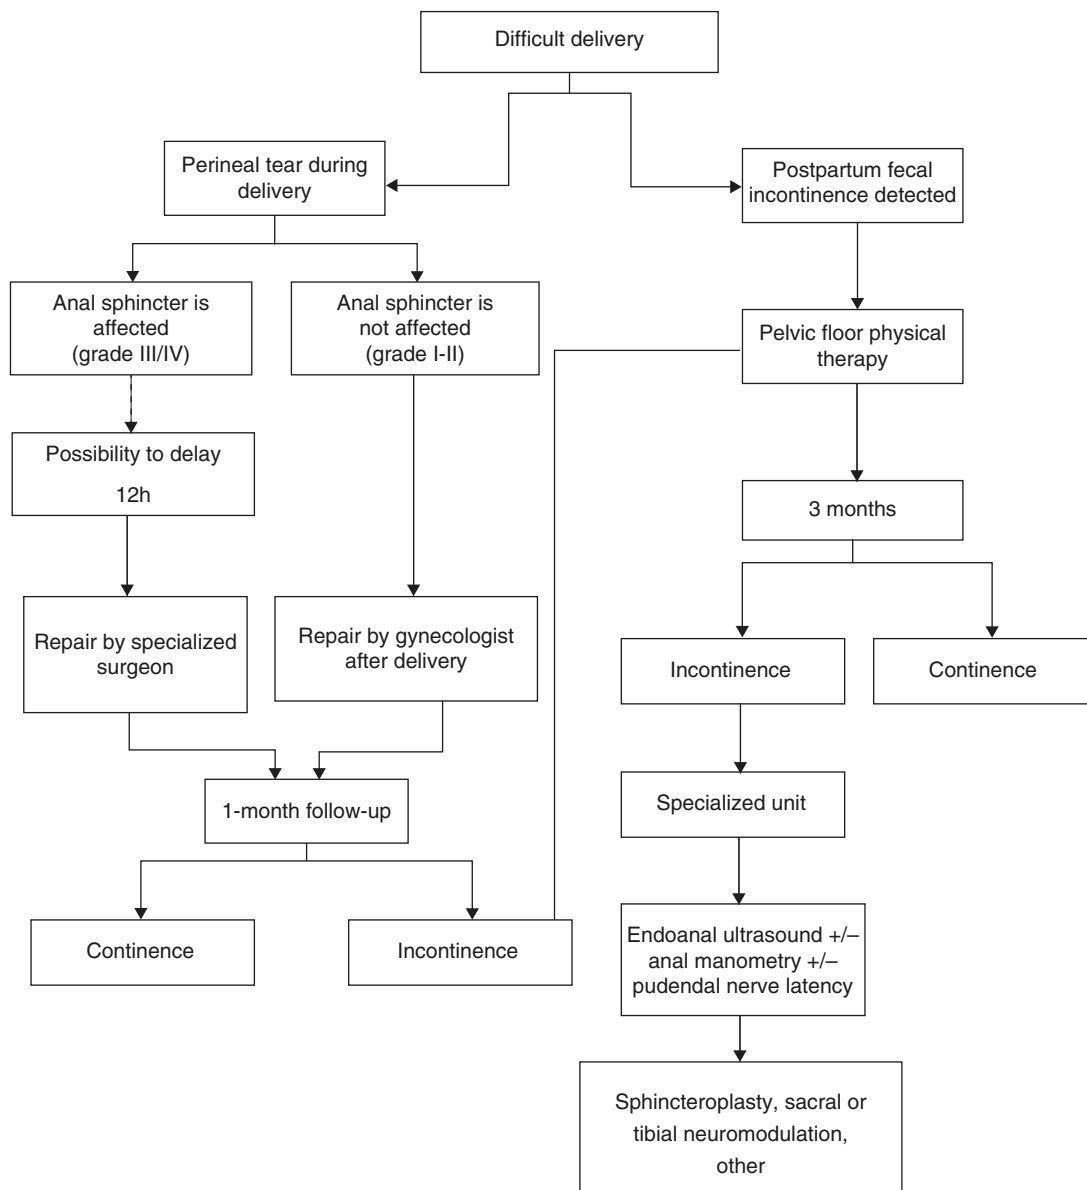 Difficult delivery
Perineal tear during
delivery
Postpartum fecal
incontinence detected
Anal sphincter is
affected
(grade III/IV)
Anal sphincter is
not affected
(grade I-II)
Pelvic floor physical
therapy
Possibility to delay
12h
3 months
Repair by specialized
surgeon
Repair by gynecologist
after delivery
Incontinence
Continence
1-month follow-up
Specialized unit
Continence
Incontinence
Endoanal ultrasound +/–
anal manometry +/–
pudendal nerve latency
Sphincteroplasty, sacral or
tibial neuromodulation,
other